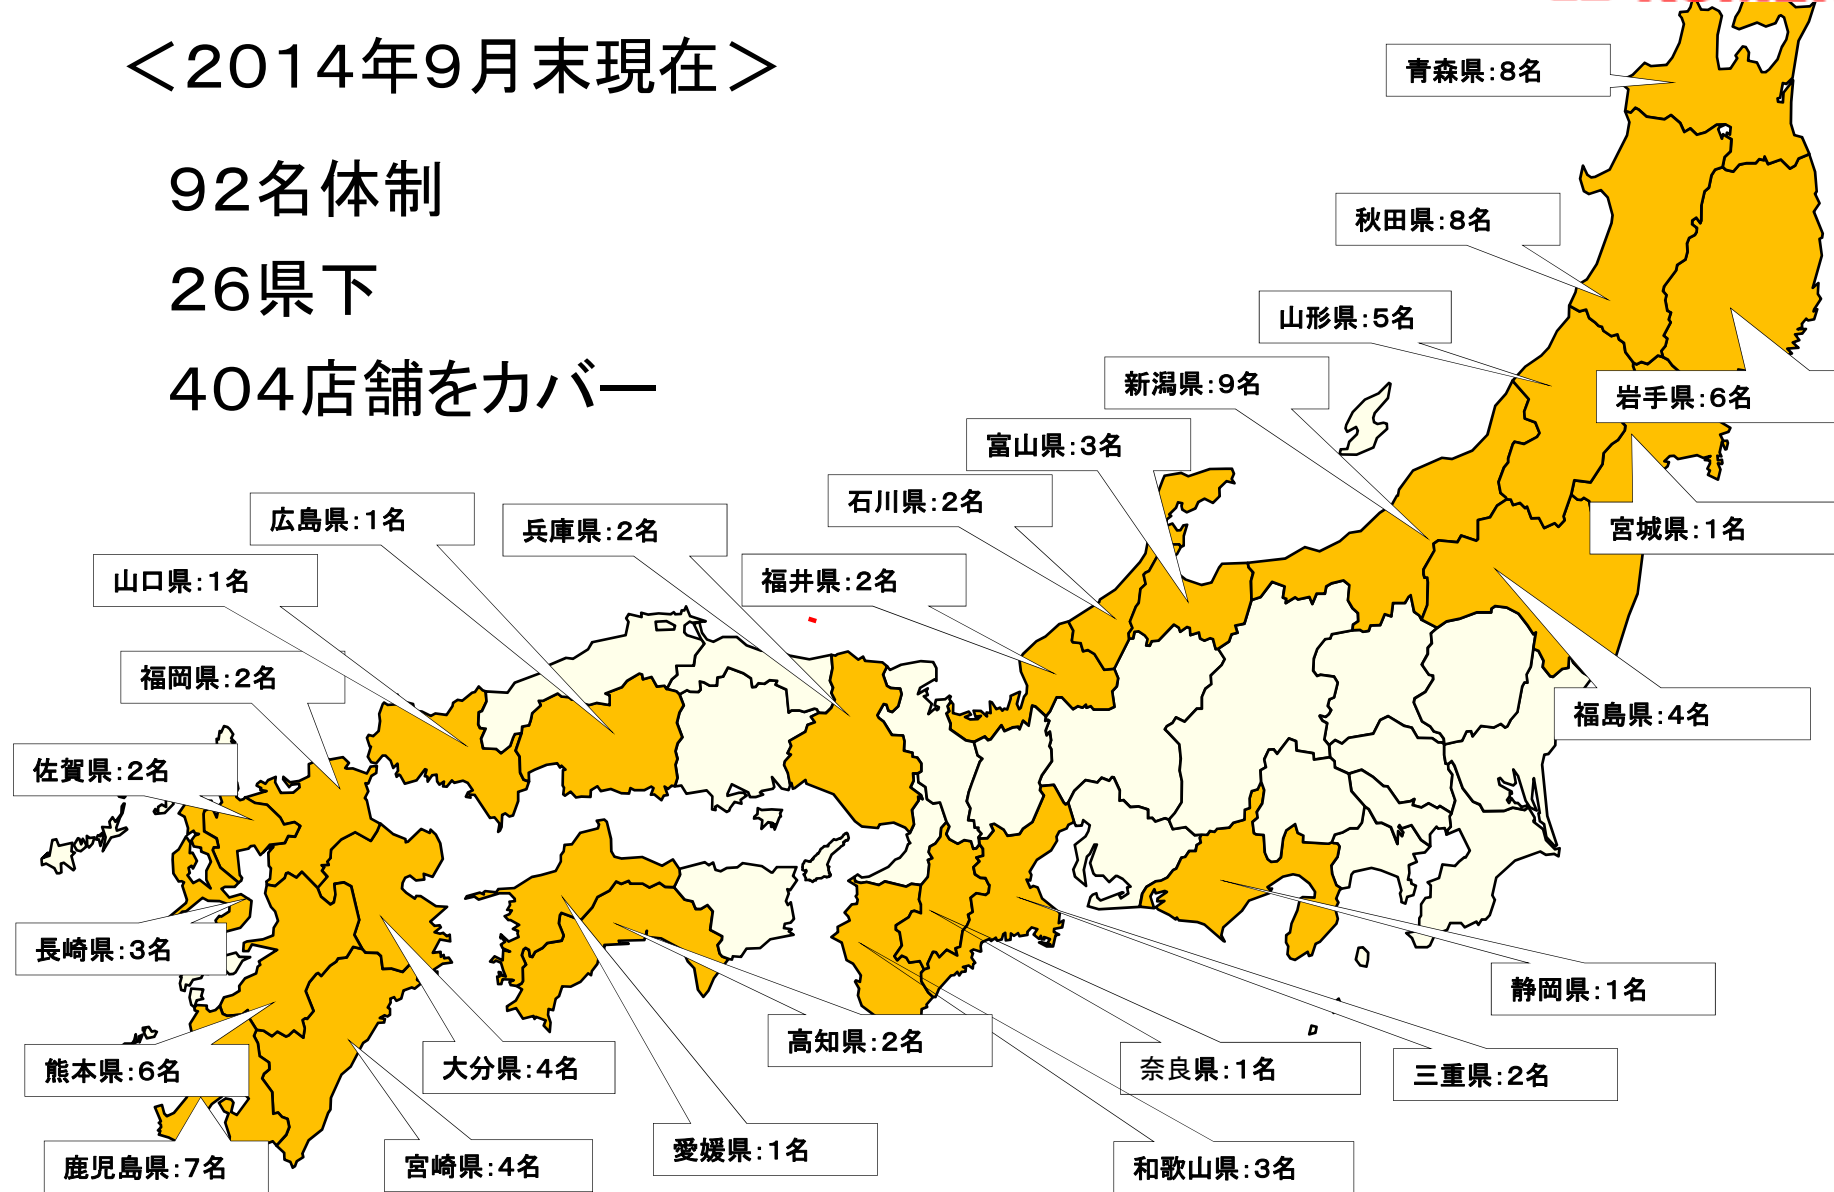 ＜２０１４年９月末現在＞
９２名体制
２６県下
４０４店舗をカバー
青森県：８名
秋田県：８名
山形県：５名
新潟県：９名
岩手県：６名
富山県：３名
石川県：２名
広島県：１名
兵庫県：２名
宮城県：１名
山口県：１名
福井県：２名
福岡県：２名
福島県：４名
佐賀県：２名
長崎県：３名
静岡県：１名
高知県：２名
熊本県：６名
大分県：４名
奈良県：１名
三重県：２名
愛媛県：１名
鹿児島県：７名
宮崎県：４名
和歌山県：３名